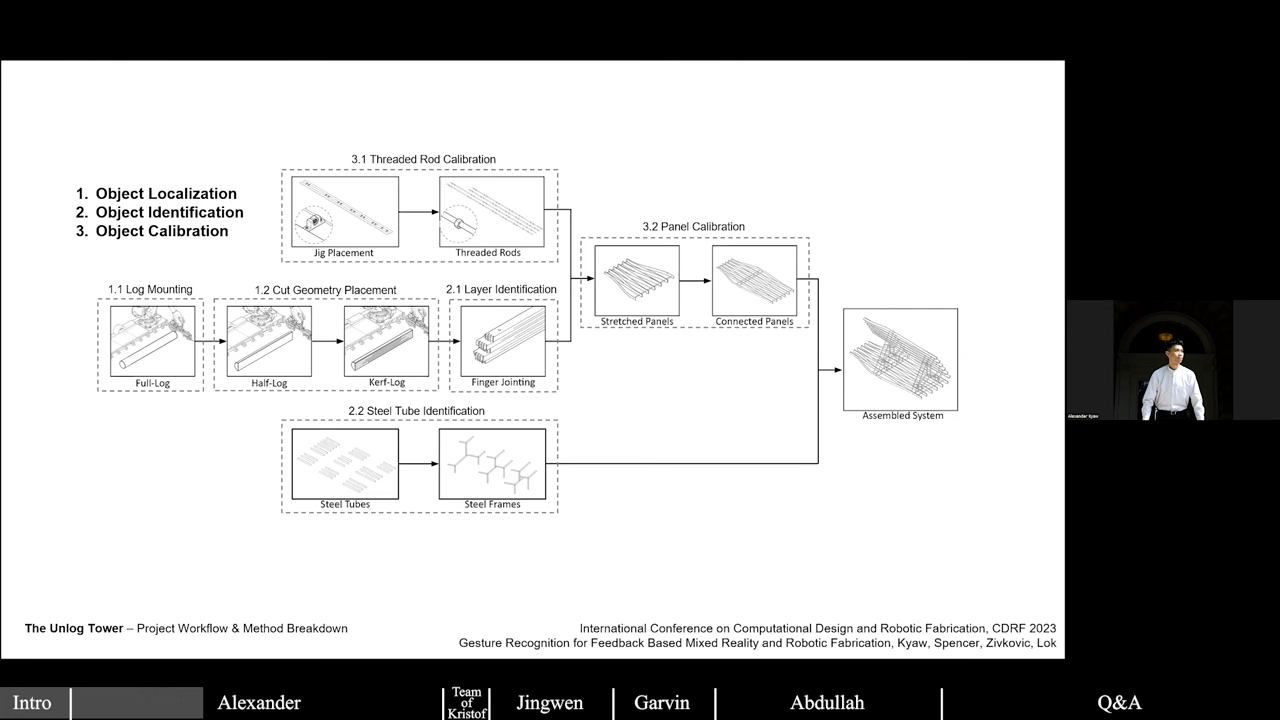 3.1 Threaded Rod Calibration
1. Object Localization
2. Object Identification
3. Object Calibration
Jig Placement
Threaded Rods
3.2 Panel Calibration
Stretched Panels
Connected Panels
1.1 Log Mounting
1.2 Cut Geometry Placement
2.1 Layer Identification
Full-Log
Half-Log
Kerf-Log
Finger Jointing
Assembled System
2.2 Steel Tube Identification
Steel Tubes
Steel Frames
Alexander Kyaw
The Unlog Tower – Project Workflow & Method Breakdown
International Conference on Computational Design and Robotic Fabrication, CDRF 2023
Gesture Recognition for Feedback Based Mixed Reality and Robotic Fabrication, Kyaw, Spencer, Zivkovic, Lok
Intro
Alexander
Team
of
Kristof
Jingwen
Garvin
Abdullah
Q&A